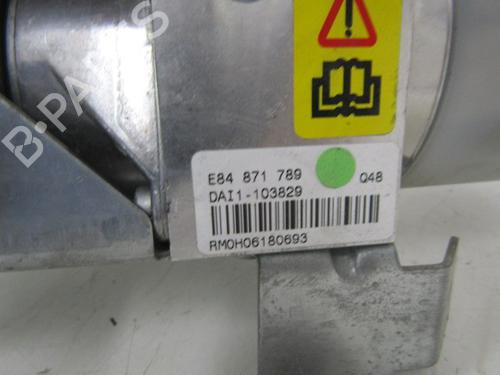 B-PARTS
E84 871 789
Q48
DAI1-103829
RM0H06180693